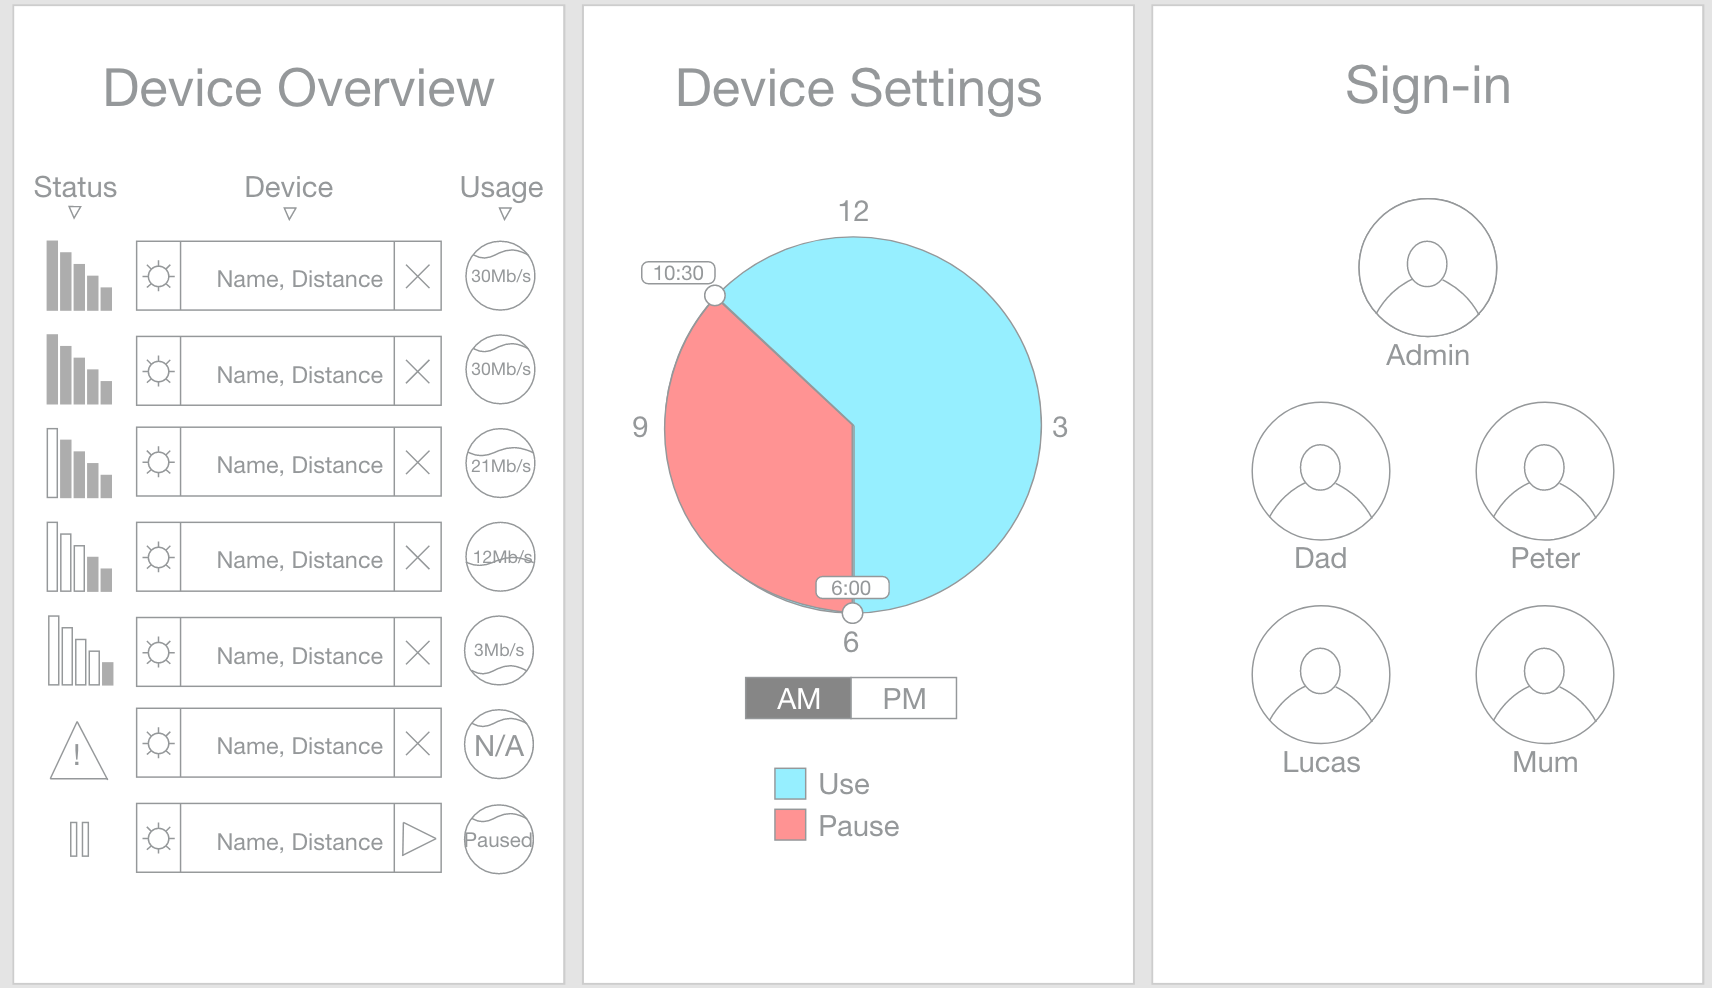 Device Overview
Status Device Usage
Name, Distance 30Mb/s
Name, Distance 30Mb/s
Name, Distance 21Mb/s
Name, Distance 12Mb/s
Name, Distance 3Mb/s
! Name, Distance N/A
Name, Distance Paused
Device Settings
12
10:30
9 3
6:00
6
AM PM
Use
Pause
Sign-in
Admin
Dad Peter
Lucas Mum